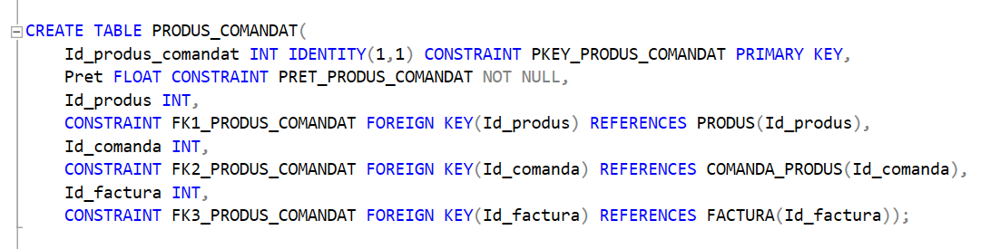 CREATE TABLE PRODUS_COMANDAT(
Id_produs_comandat INT IDENTITY(1,1) CONSTRAINT PKEY_PRODUS_COMANDAT PRIMARY KEY,
Pret FLOAT CONSTRAINT PRET_PRODUS_COMANDAT NOT NULL,
Id_produs INT,
CONSTRAINT FK1_PRODUS_COMANDAT FOREIGN KEY(Id_produs) REFERENCES PRODUS(Id_produs),
Id_comanda INT,
CONSTRAINT FK2_PRODUS_COMANDAT FOREIGN KEY(Id_comanda) REFERENCES COMANDA_PRODUS(Id_comanda),
Id_factura INT,
CONSTRAINT FK3_PRODUS_COMANDAT FOREIGN KEY(Id_factura) REFERENCES FACTURA(Id_factura));